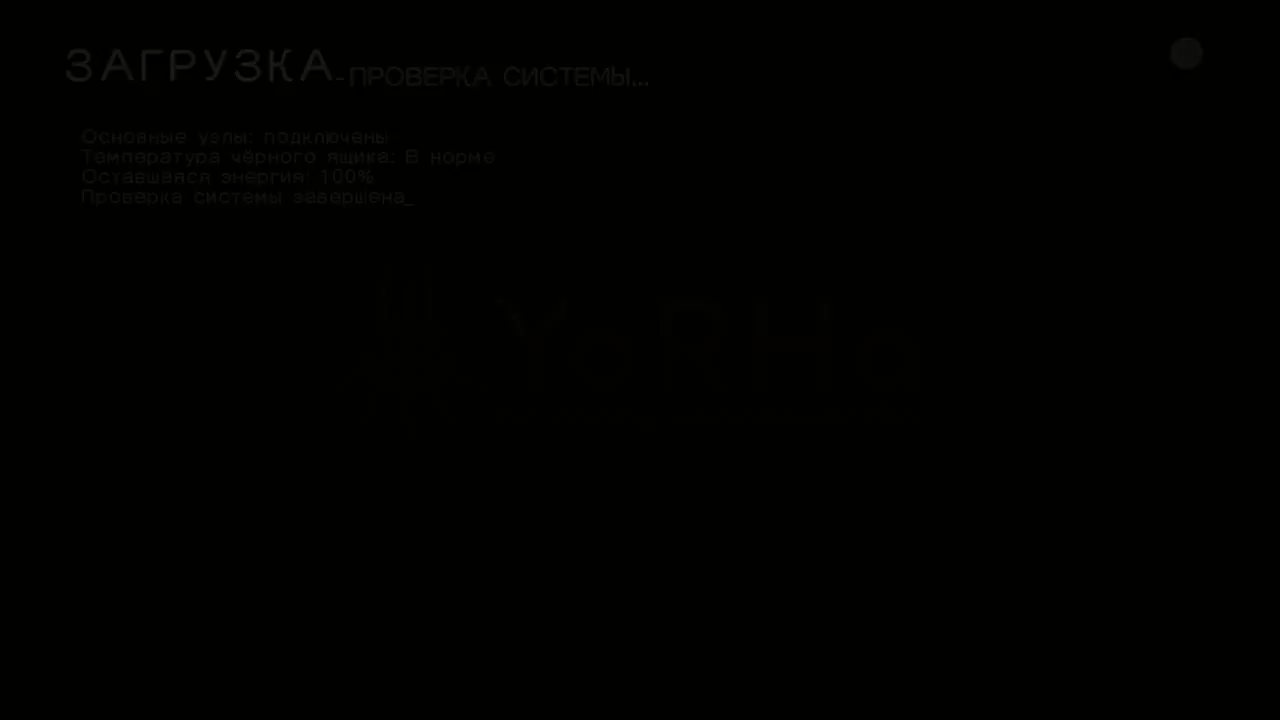 ЗАГРУЗКА-ПРОВЕРКА СИСТЕМЫ...
Основные узлы: подключены
Температура чёрного ящика: В норме
Оставшаяся энергия: 100%
Проверка системы завершена_
YoRHa